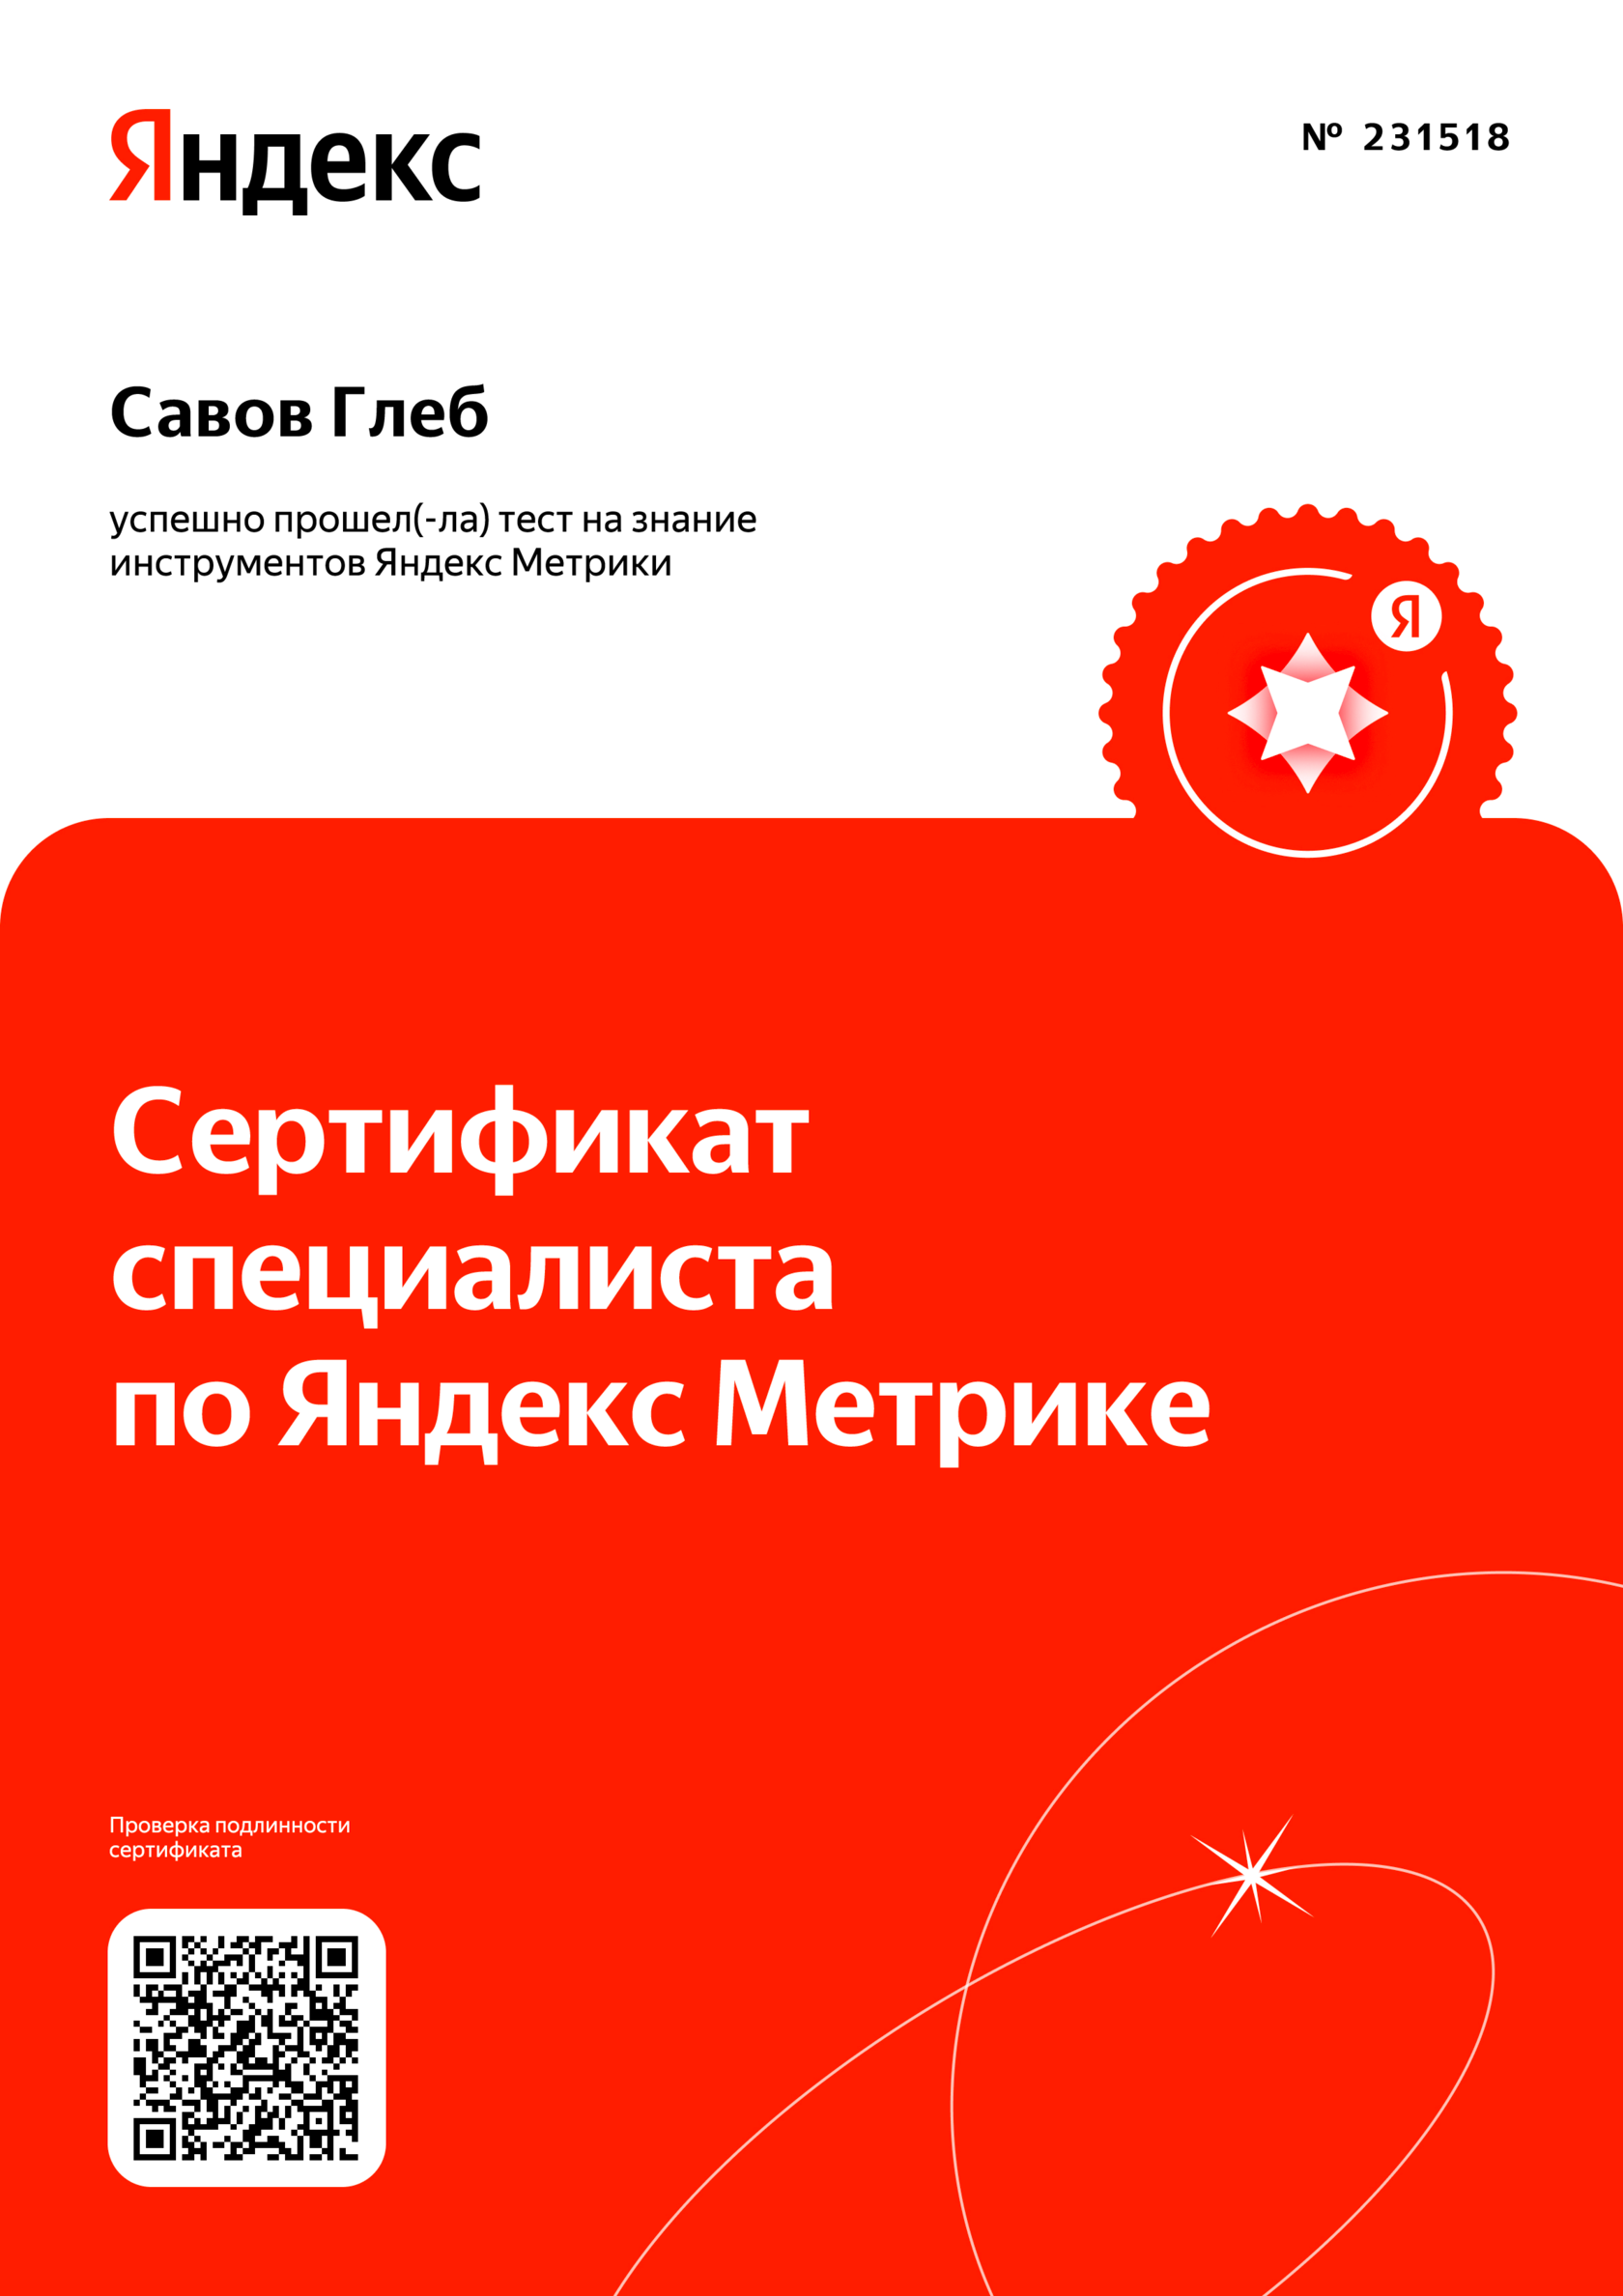 Яндекс
№ 231518
Савов Глеб
успешно прошел(-ла) тест на знание
инструментов Яндекс Метрики
Я
Сертификат
специалиста
по Яндекс Метрике
Проверка подлинности
сертификата